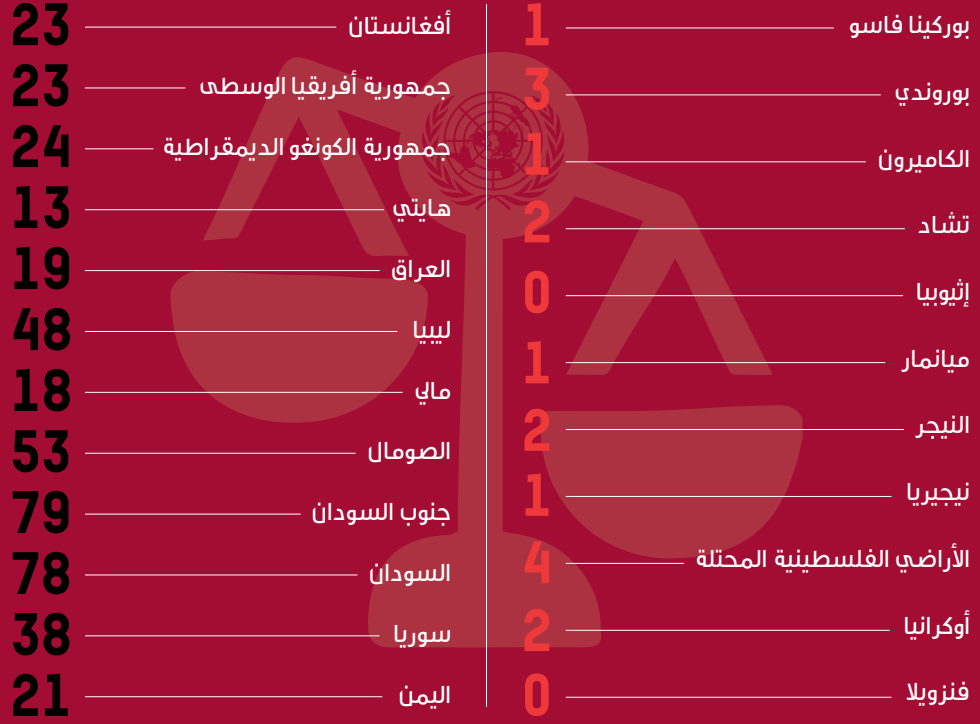 بوركينا فاسو 1
بوروندي 3
الكاميرون 1
تشاد 2
إثيوبيا 0
ميانمار 1
النيجر 2
نيجيريا 1
الأراضي الفلسطينية المحتلة 4
أوكرانيا 2
فنزويلا 0
أفغانستان 23
جمهورية أفريقيا الوسطى 23
جمهورية الكونغو الديمقراطية 24
هايتي 13
العراق 19
ليبيا 48
مالي 18
الصومال 53
جنوب السودان 79
السودان 78
سوريا 38
اليمن 21